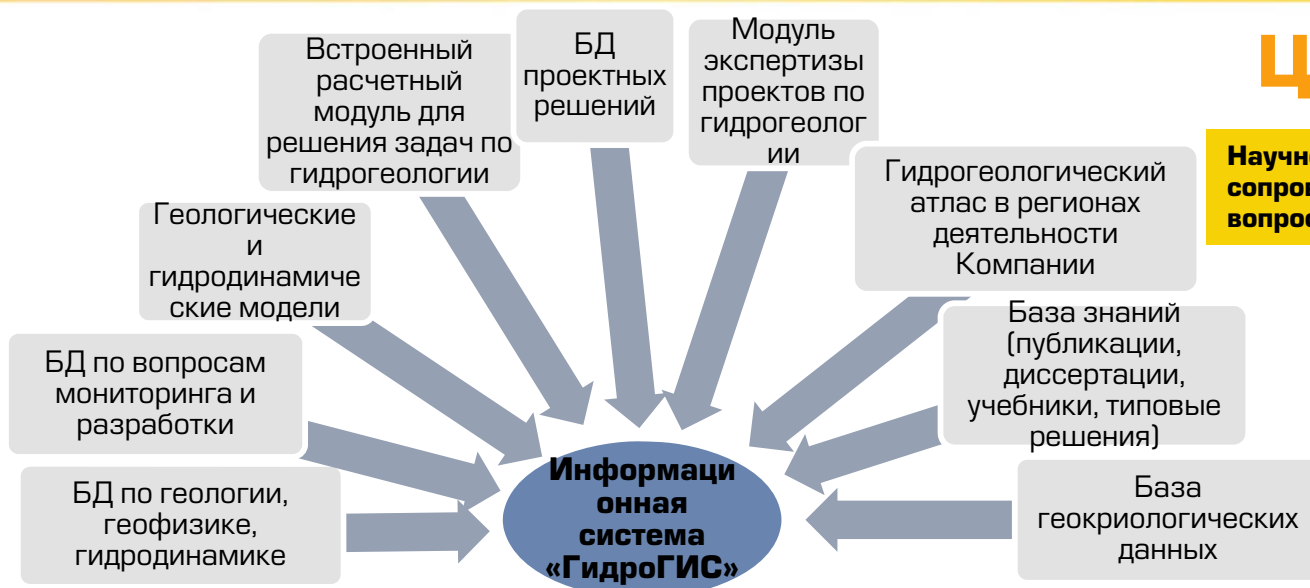 Встроенный
расчетный
модуль для
решения задач по
гидрогеологии
БД
проектных
решений
Модуль
экспертизы
проектов по
гидрогеолог
ии
Гидрогеологический
атлас в регионах
деятельности
Компании
Геологические
и
гидродинамиче
ские модели
База знаний
(публикации,
диссертации,
учебники, типовые
решения)
БД по вопросам
мониторинга и
разработки
БД по геологии,
геофизике,
гидродинамике
База
геокриологических
данных
Информаци
онная
система
«ГидроГИС»